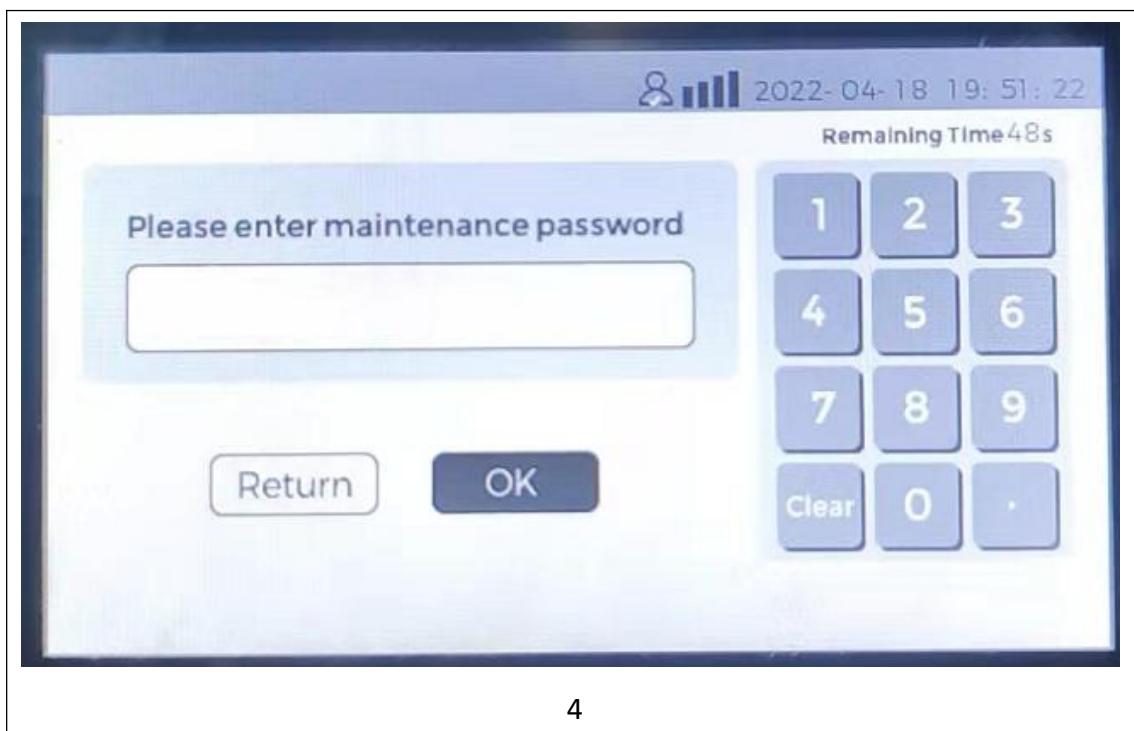 2022-04-18 19:51:22
Remaining Time 48s
Please enter maintenance password
1 2 3
4 5 6
7 8 9
Clear 0 .
Return OK
4